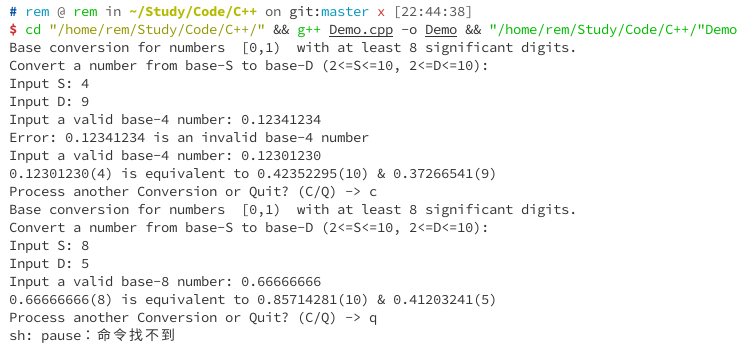 # rem @ rem in ~/Study/Code/C++ on git:master x [22:44:38]
$ cd "/home/rem/Study/Code/C++/" && g++ Demo.cpp -o Demo && "/home/rem/Study/Code/C++/"Demo
Base conversion for numbers  [0,1)  with at least 8 significant digits.
Convert a number from base-S to base-D (2<=S<=10, 2<=D<=10):
Input S: 4
Input D: 9
Input a valid base-4 number: 0.12341234
Error: 0.12341234 is an invalid base-4 number
Input a valid base-4 number: 0.12301230
0.12301230(4) is equivalent to 0.42352295(10) & 0.37266541(9)
Process another Conversion or Quit? (C/Q) -> c
Base conversion for numbers  [0,1)  with at least 8 significant digits.
Convert a number from base-S to base-D (2<=S<=10, 2<=D<=10):
Input S: 8
Input D: 5
Input a valid base-8 number: 0.66666666
0.66666666(8) is equivalent to 0.85714281(10) & 0.41203241(5)
Process another Conversion or Quit? (C/Q) -> q
sh: pause：命令找不到